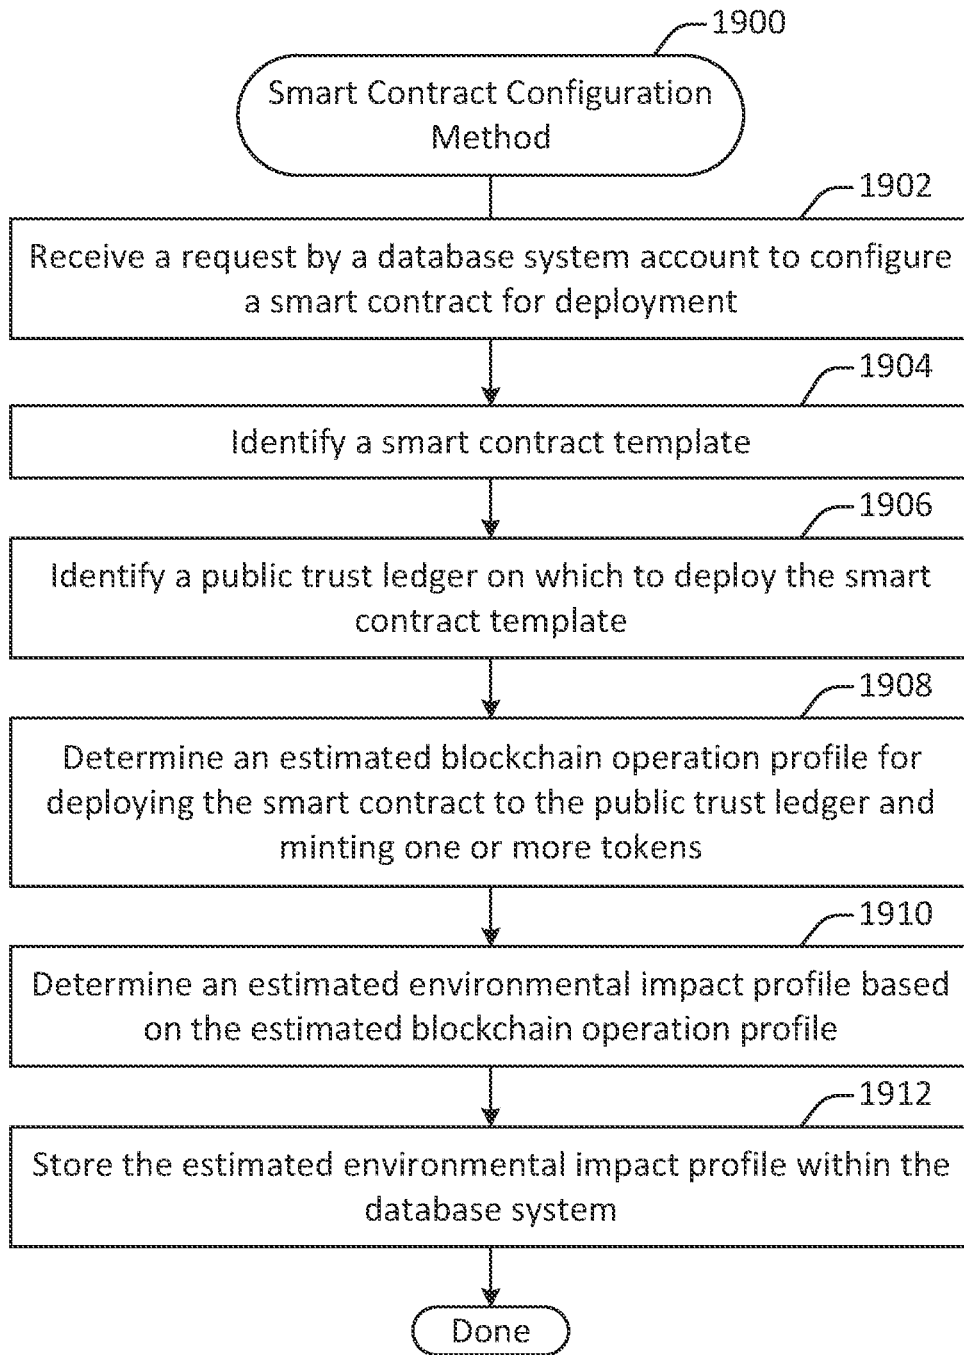 1900
Smart Contract Configuration
Method
1902
Receive a request by a database system account to configure
a smart contract for deployment
1904
Identify a smart contract template
1906
Identify a public trust ledger on which to deploy the smart
contract template
1908
Determine an estimated blockchain operation profile for
deploying the smart contract to the public trust ledger and
minting one or more tokens
1910
Determine an estimated environmental impact profile based
on the estimated blockchain operation profile
1912
Store the estimated environmental impact profile within the
database system
Done